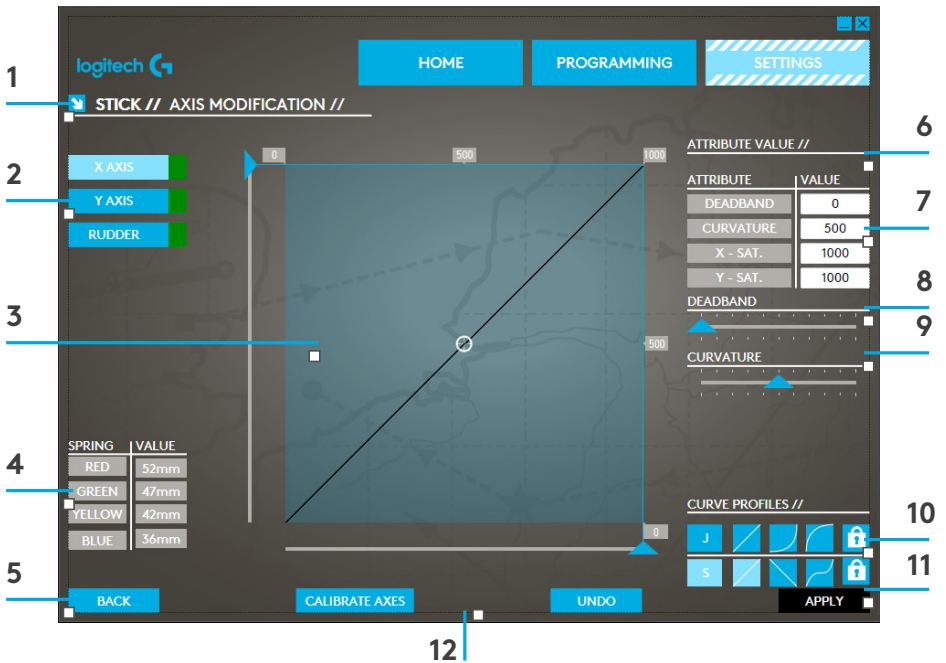 logitech G
HOME
PROGRAMMING
SETTINGS
1
STICK // AXIS MODIFICATION //
2
X AXIS
Y AXIS
RUDDER
0
500
1000
500
0
3
6
ATTRIBUTE VALUE //
ATTRIBUTE VALUE
7
DEADBAND 0
CURVATURE 500
X - SAT. 1000
Y - SAT. 1000
8
DEADBAND
9
CURVATURE
4
SPRING VALUE
RED 52mm
GREEN 47mm
YELLOW 42mm
BLUE 36mm
CURVE PROFILES //
10
J
11
S
5
BACK
CALIBRATE AXES
UNDO
APPLY
12